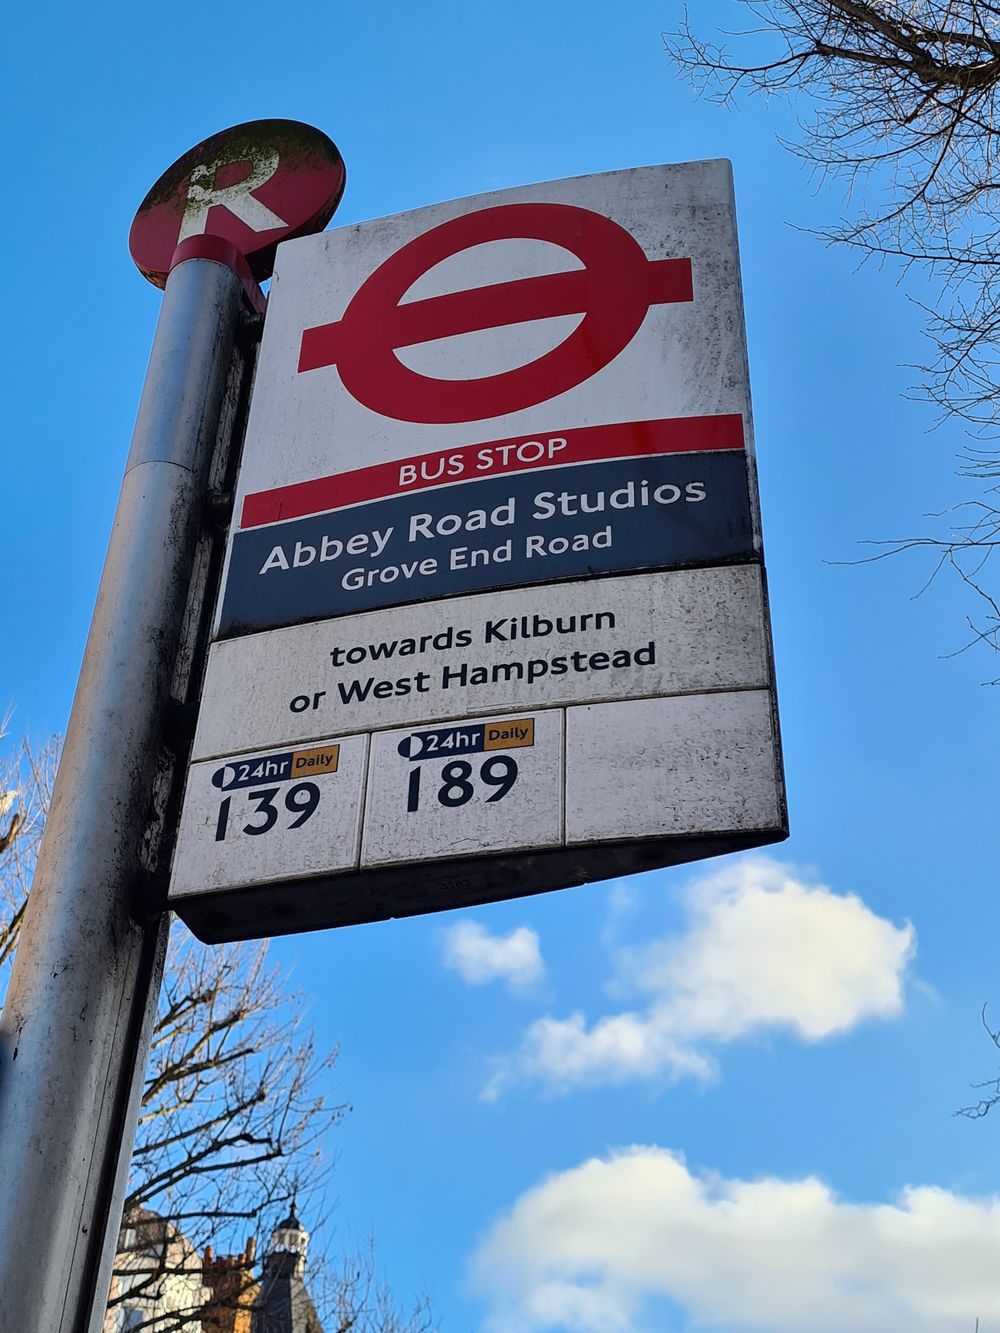 R
BUS STOP
Abbey Road Studios
Grove End Road
towards Kilburn
or West Hampstead
24hr Daily
139
24hr Daily
189
3183